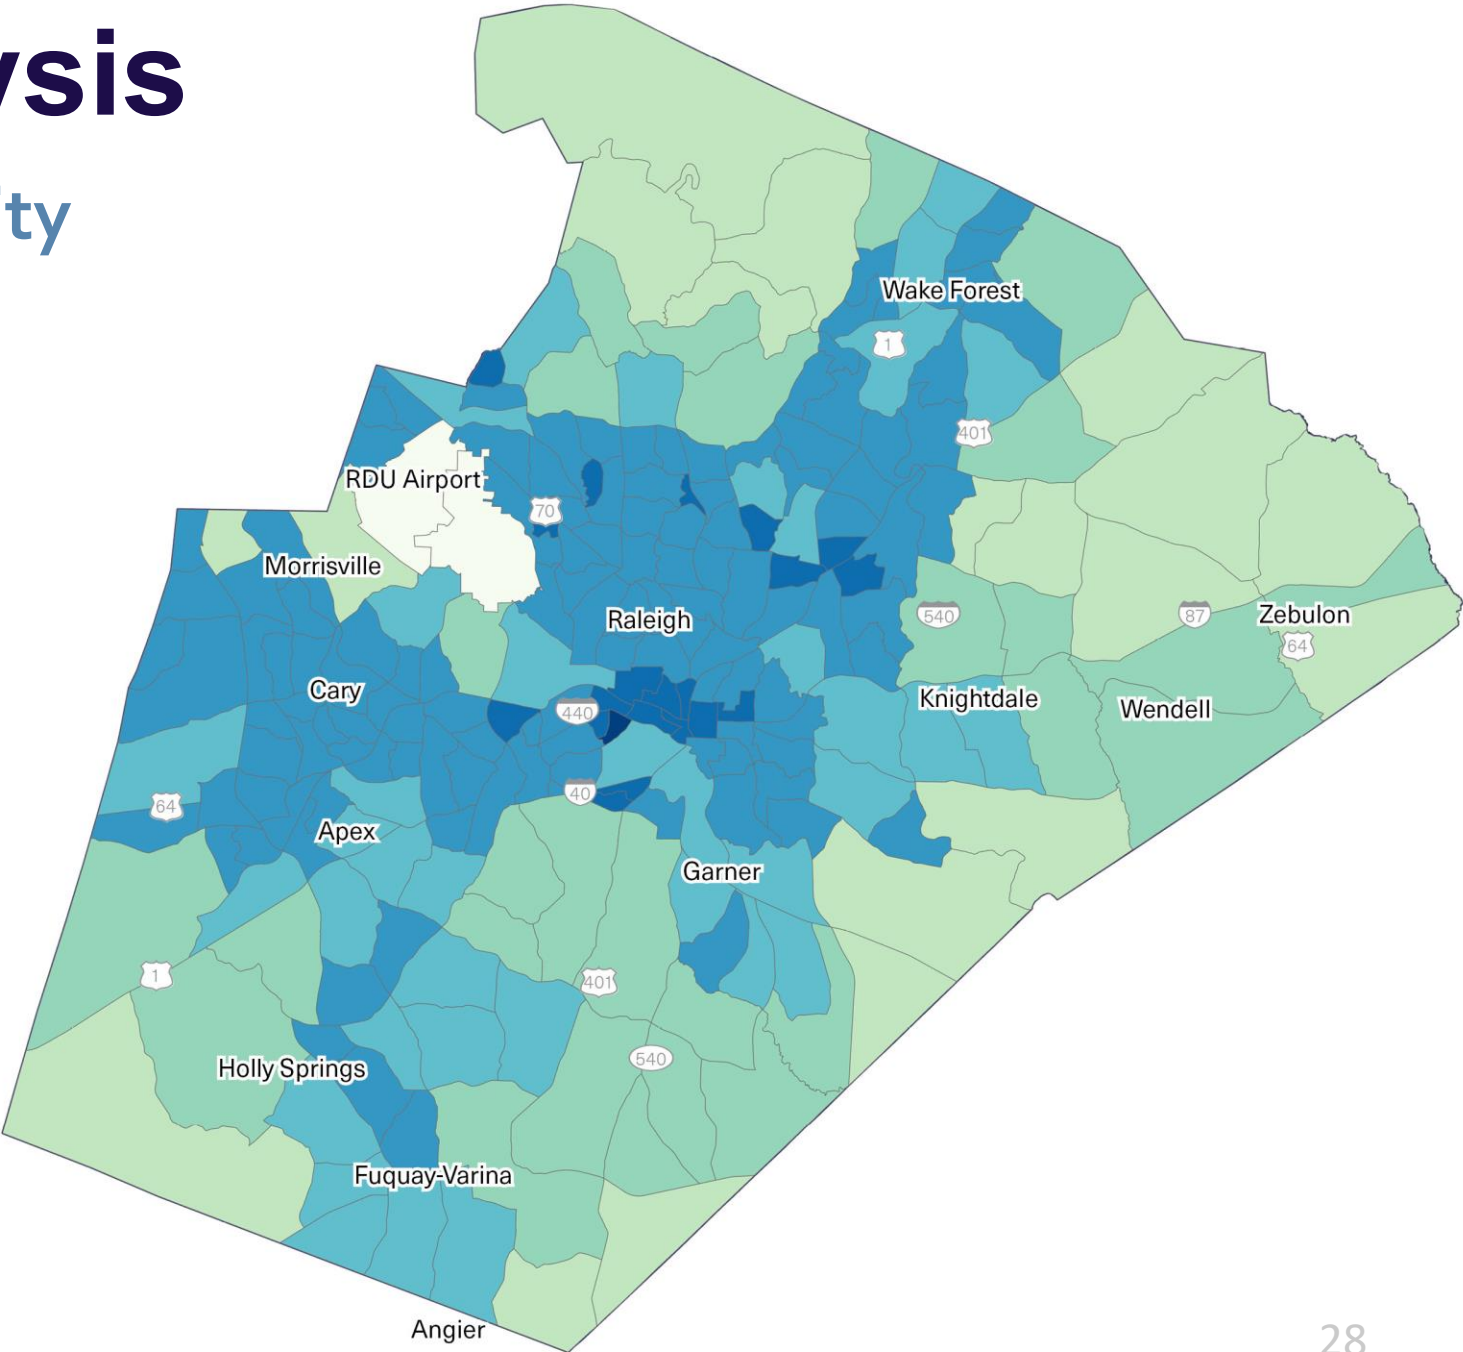 ysis
ity
Wake Forest
1
401
RDU Airport
70
Morrisville
Raleigh
540
87
Zebulon
64
Cary
440
Knightdale
Wendell
40
64
Apex
Garner
1
401
540
Holly Springs
Fuquay-Varina
Angier
28